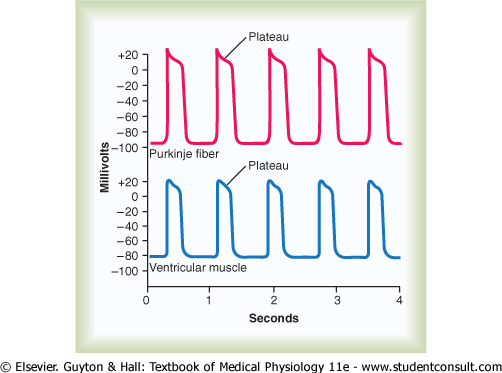 Plateau
+20
0
−20
−40
−60
−80
−100
Purkinje fiber
Plateau
Millivolts
+20
0
−20
−40
−60
−80
−100
Ventricular muscle
0 1 2 3 4
Seconds
© Elsevier. Guyton & Hall: Textbook of Medical Physiology 11e - www.studentconsult.com